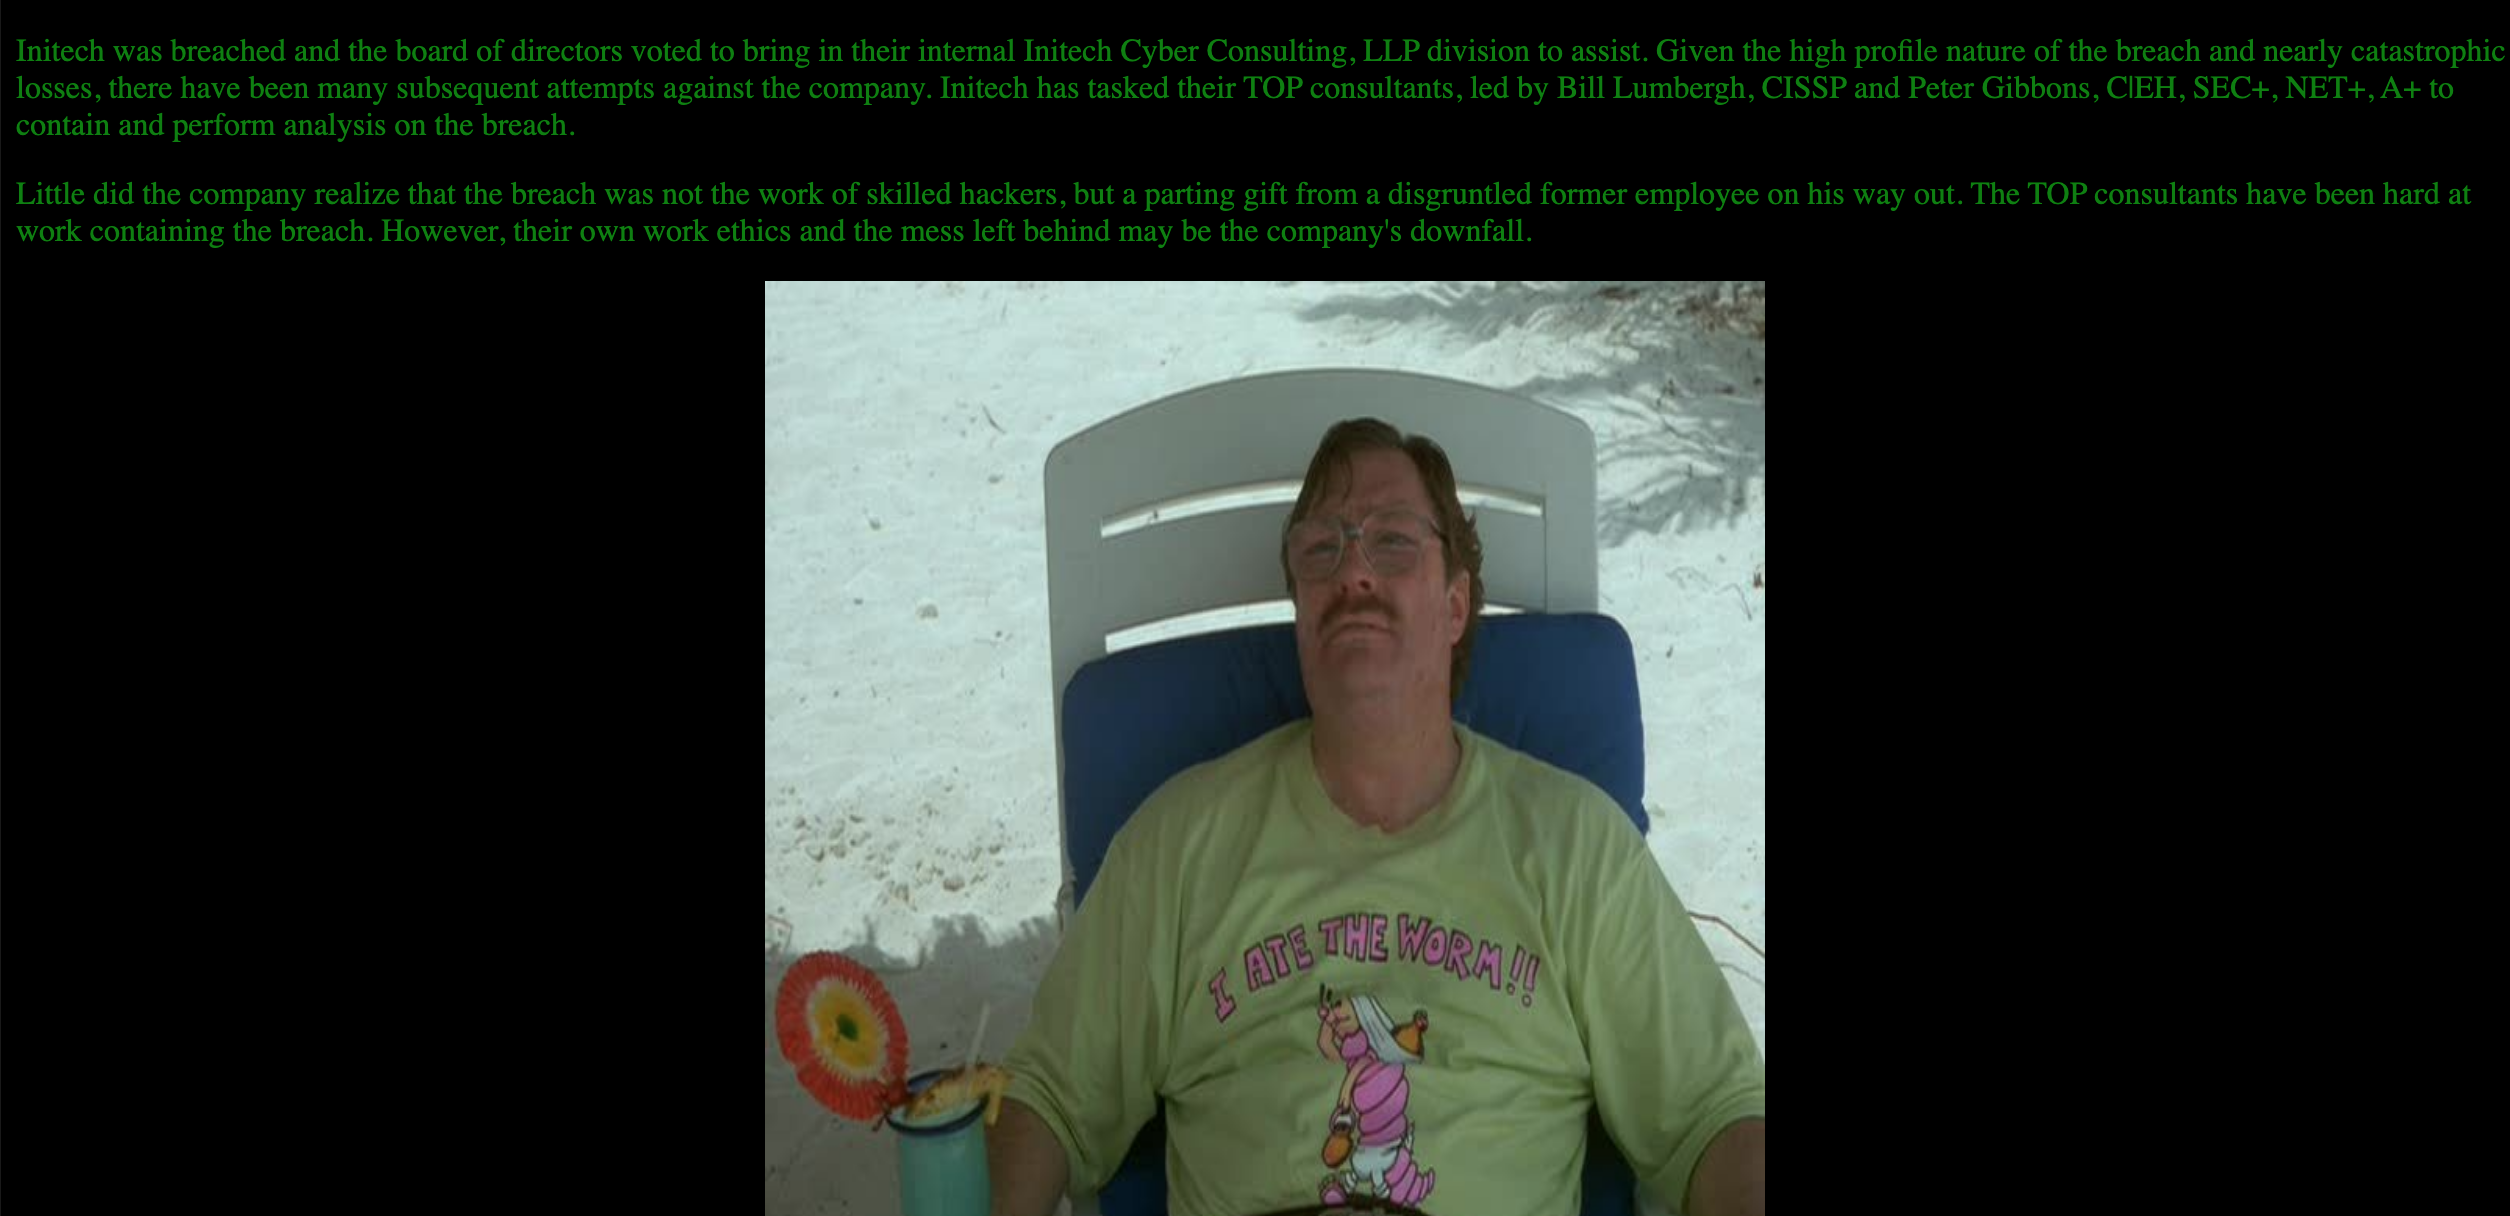 Initech was breached and the board of directors voted to bring in their internal Initech Cyber Consulting, LLP division to assist. Given the high profile nature of the breach and nearly catastrophic
losses, there have been many subsequent attempts against the company. Initech has tasked their TOP consultants, led by Bill Lumbergh, CISSP and Peter Gibbons, C|EH, SEC+, NET+, A+ to
contain and perform analysis on the breach.
Little did the company realize that the breach was not the work of skilled hackers, but a parting gift from a disgruntled former employee on his way out. The TOP consultants have been hard at
work containing the breach. However, their own work ethics and the mess left behind may be the company's downfall.
I ATE THE WORM!!